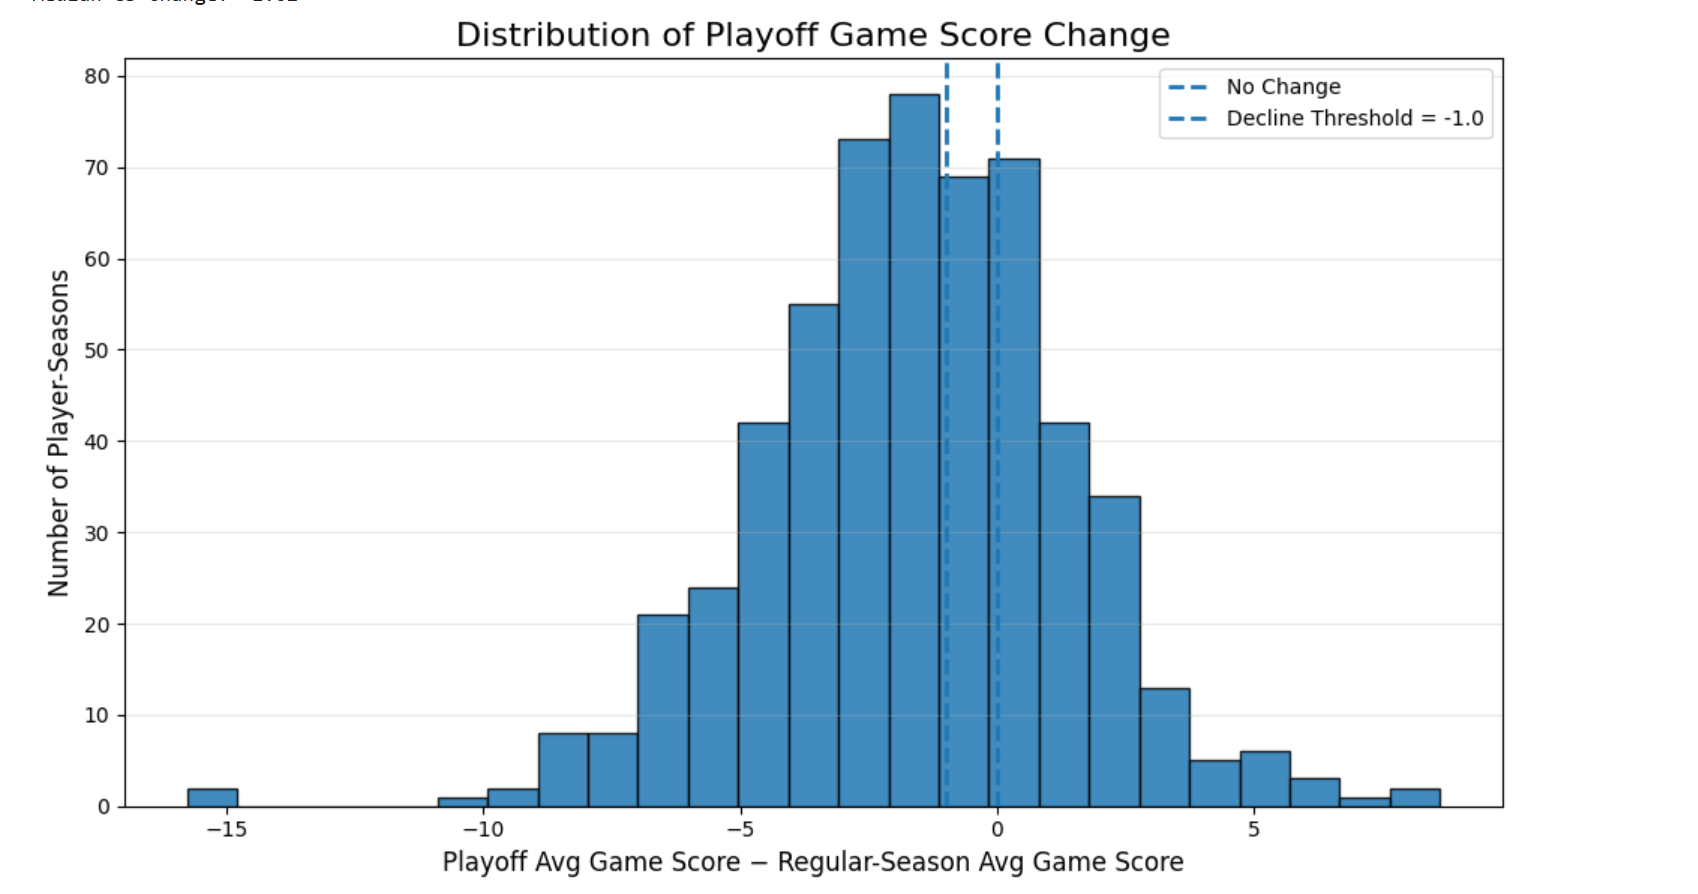 Distribution of Playoff Game Score Change
No Change
Decline Threshold = -1.0
Number of Player-Seasons
80
70
60
50
40
30
20
10
0
−15
−10
−5
0
5
Playoff Avg Game Score − Regular-Season Avg Game Score